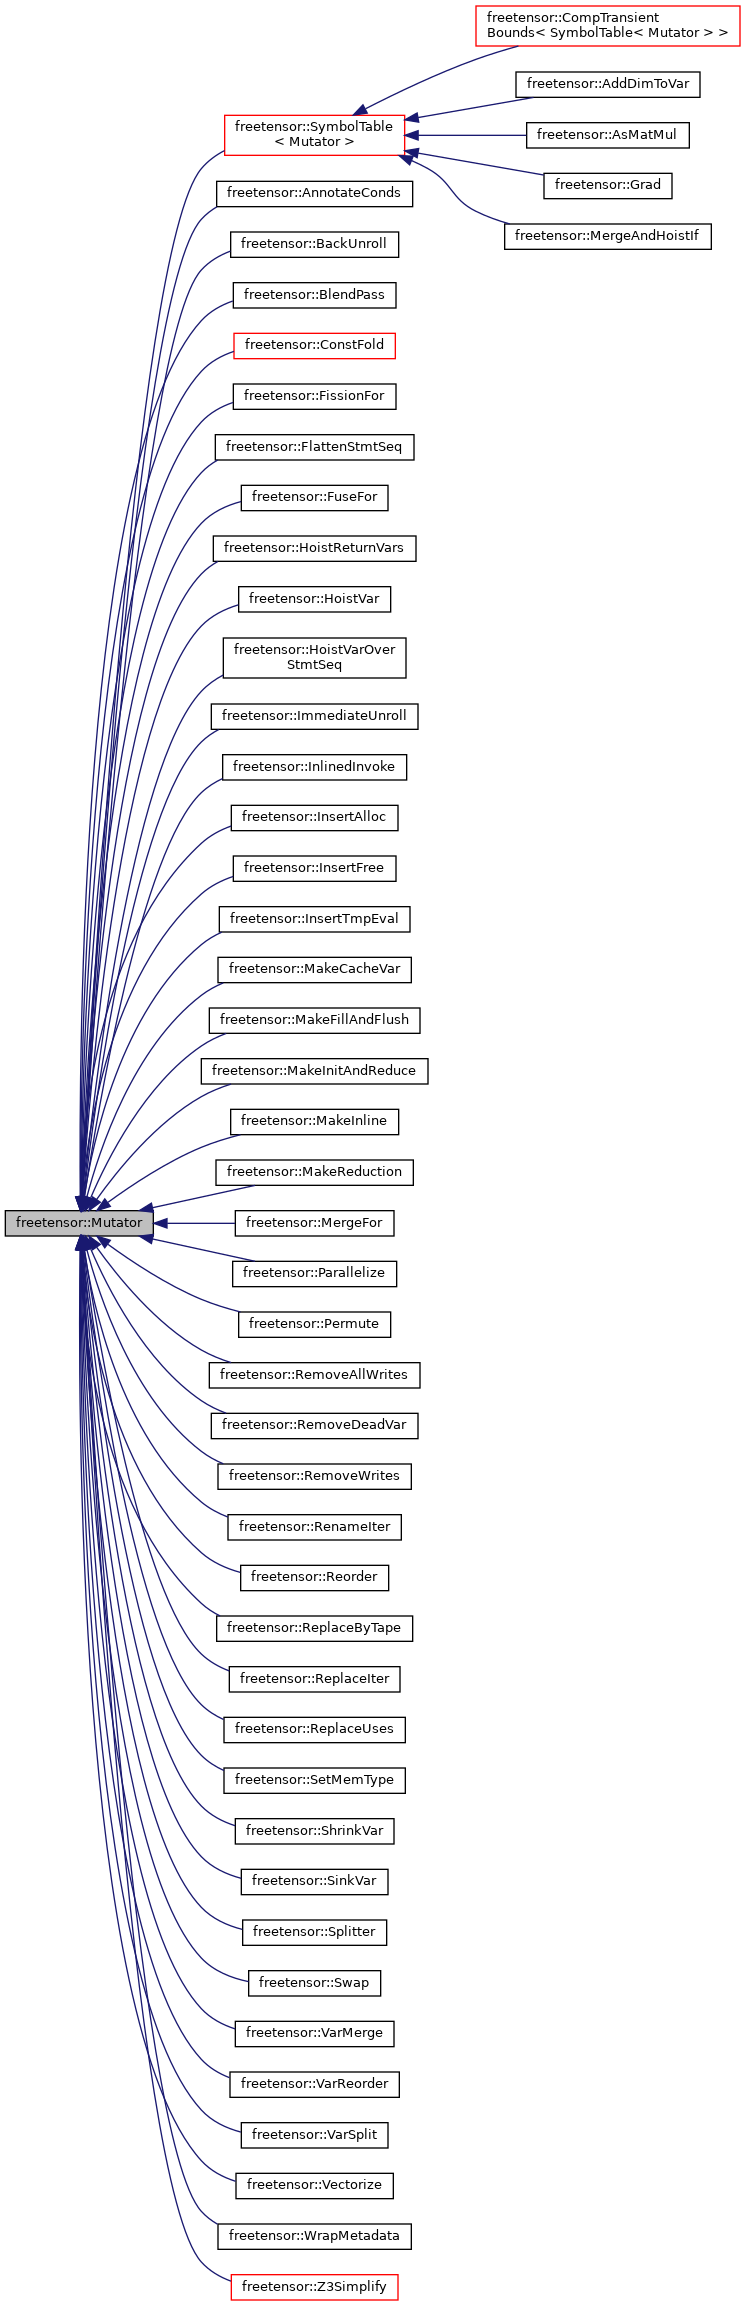 freetensor::CompTransient
Bounds< SymbolTable< Mutator > >
freetensor::AddDimToVar
freetensor::SymbolTable
< Mutator >
freetensor::AsMatMul
freetensor::Grad
freetensor::AnnotateConds
freetensor::MergeAndHoistIf
freetensor::BackUnroll
freetensor::BlendPass
freetensor::ConstFold
freetensor::FissionFor
freetensor::FlattenStmtSeq
freetensor::FuseFor
freetensor::HoistReturnVars
freetensor::HoistVar
freetensor::HoistVarOver
StmtSeq
freetensor::ImmediateUnroll
freetensor::InlinedInvoke
freetensor::InsertAlloc
freetensor::InsertFree
freetensor::InsertTmpEval
freetensor::MakeCacheVar
freetensor::MakeFillAndFlush
freetensor::MakeInitAndReduce
freetensor::MakeInline
freetensor::MakeReduction
freetensor::Mutator
freetensor::MergeFor
freetensor::Parallelize
freetensor::Permute
freetensor::RemoveAllWrites
freetensor::RemoveDeadVar
freetensor::RemoveWrites
freetensor::RenameIter
freetensor::Reorder
freetensor::ReplaceByTape
freetensor::ReplaceIter
freetensor::ReplaceUses
freetensor::SetMemType
freetensor::ShrinkVar
freetensor::SinkVar
freetensor::Splitter
freetensor::Swap
freetensor::VarMerge
freetensor::VarReorder
freetensor::VarSplit
freetensor::Vectorize
freetensor::WrapMetadata
freetensor::Z3Simplify